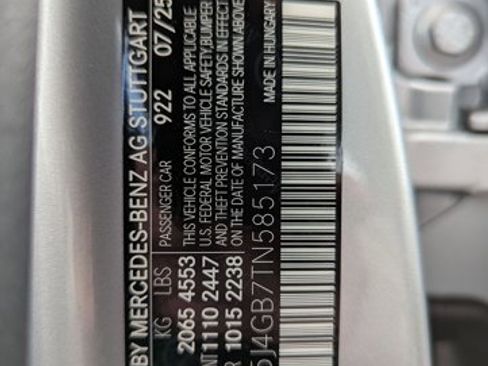 BY MERCEDES-BENZ AG STUTTGART
922 07/25
KG LBS PASSENGER CAR
2065 4553 THIS VEHICLE CONFORMS TO ALL APPLICABLE
U.S. FEDERAL MOTOR VEHICLE SAFETY, BUMPER
1110 2447 AND THEFT PREVENTION STANDARDS IN EFFECT
1015 2238 ON THE DATE OF MANUFACTURE SHOWN ABOVE
MADE IN HUNGARY
J4GB7TN585173